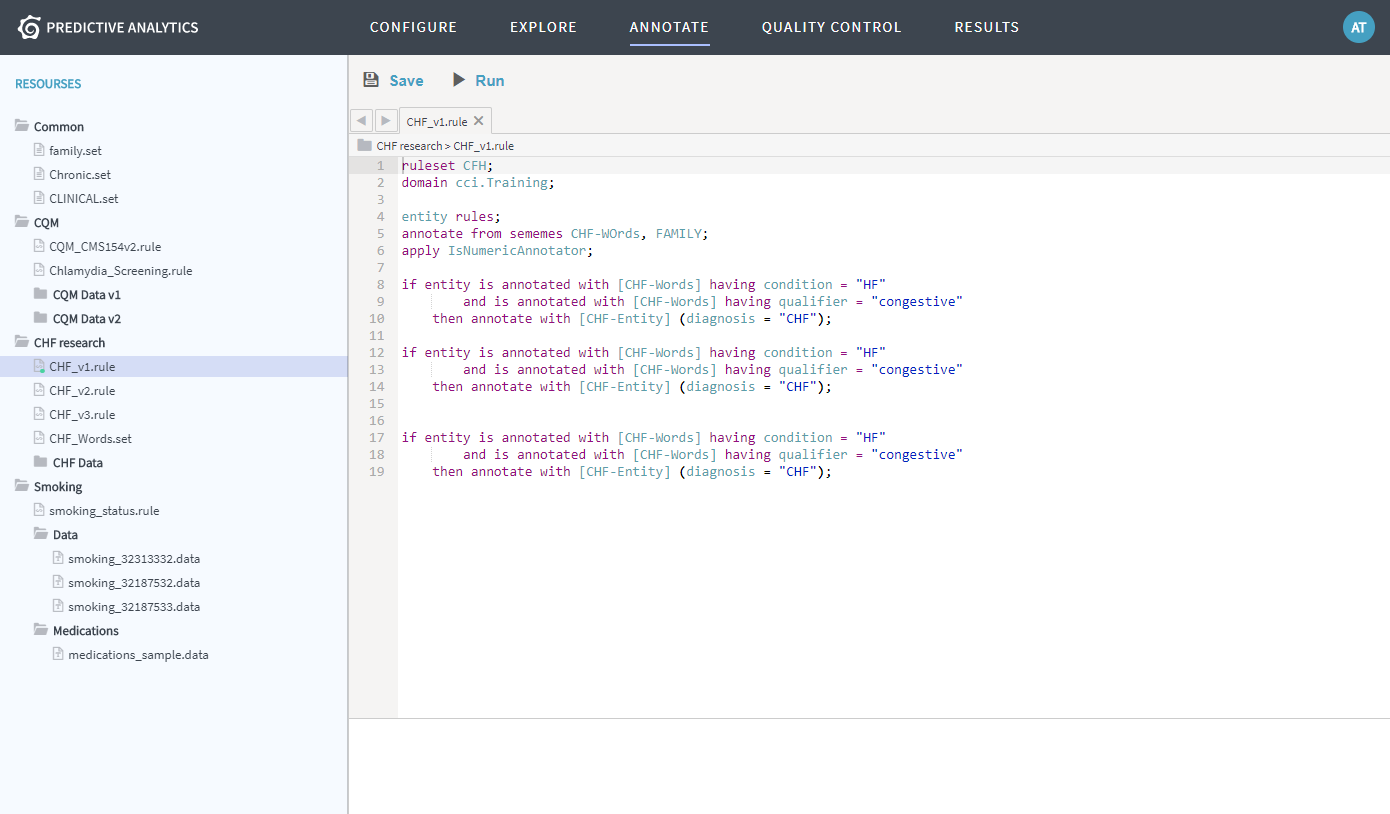 PREDICTIVE ANALYTICS
CONFIGURE EXPLORE ANNOTATE QUALITY CONTROL RESULTS
AT
RESOURSES
Common
family.set
Chronic.set
CLINICAL.set
CQM
CQM_CMS154v2.rule
Chlamydia_Screening.rule
CQM Data v1
CQM Data v2
CHF research
CHF_v1.rule
CHF_v2.rule
CHF_v3.rule
CHF_Words.set
CHF Data
Smoking
smoking_status.rule
Data
smoking_32313332.data
smoking_32187532.data
smoking_32187533.data
Medications
medications_sample.data
Save Run
CHF_v1.rule
CHF research > CHF_v1.rule
1 ruleset CFH;
2 domain cci.Training;
3
4 entity rules;
5 annotate from sememes CHF-WOrds, FAMILY;
6 apply IsNumericAnnotator;
7
8 if entity is annotated with [CHF-Words] having condition = "HF"
9 and is annotated with [CHF-Words] having qualifier = "congestive"
10 then annotate with [CHF-Entity] (diagnosis = "CHF");
11
12 if entity is annotated with [CHF-Words] having condition = "HF"
13 and is annotated with [CHF-Words] having qualifier = "congestive"
14 then annotate with [CHF-Entity] (diagnosis = "CHF");
15
16
17 if entity is annotated with [CHF-Words] having condition = "HF"
18 and is annotated with [CHF-Words] having qualifier = "congestive"
19 then annotate with [CHF-Entity] (diagnosis = "CHF");